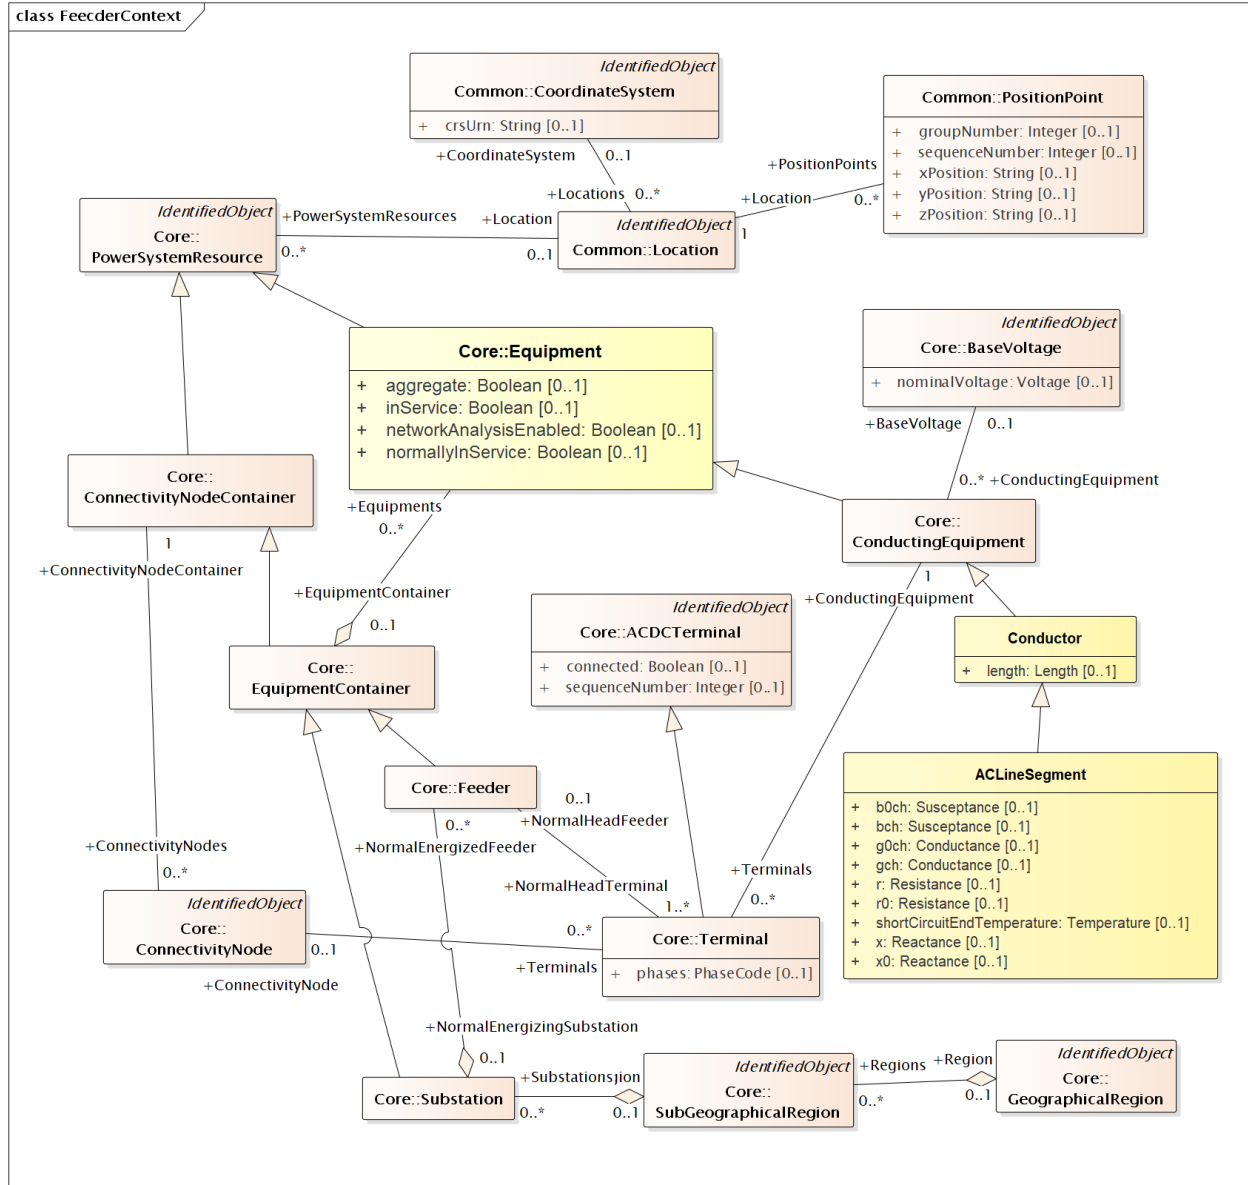 class FeecderContext
IdentifiedObject
Common::CoordinateSystem
+ crsUrn: String [0..1]
+CoordinateSystem
0..1
+Locations
0..*
Common::PositionPoint
+ groupNumber: Integer [0..1]
+ sequenceNumber: Integer [0..1]
+ xPosition: String [0..1]
+ yPosition: String [0..1]
+ zPosition: String [0..1]
+PositionPoints
0..*
+Location
1
IdentifiedObject
Core::
PowerSystemResource
+PowerSystemResources
0..*
+Location
0..1
IdentifiedObject
Common::Location
Core::Equipment
+ aggregate: Boolean [0..1]
+ inService: Boolean [0..1]
+ networkAnalysisEnabled: Boolean [0..1]
+ normallyInService: Boolean [0..1]
IdentifiedObject
Core::BaseVoltage
+ nominalVoltage: Voltage [0..1]
+BaseVoltage
0..1
0..* +ConductingEquipment
Core::
ConnectivityNodeContainer
1
+ConnectivityNodeContainer
+Equipments
0..*
+EquipmentContainer
0..1
Core::
ConductingEquipment
1
+ConductingEquipment
IdentifiedObject
Core::ACDCTerminal
+ connected: Boolean [0..1]
+ sequenceNumber: Integer [0..1]
Conductor
+ length: Length [0..1]
Core::
EquipmentContainer
Core::Feeder
0..1
+NormalHeadFeeder
0..*
+NormalEnergizedFeeder
ACLineSegment
+ b0ch: Susceptance [0..1]
+ bch: Susceptance [0..1]
+ g0ch: Conductance [0..1]
+ gch: Conductance [0..1]
+ r: Resistance [0..1]
+ r0: Resistance [0..1]
+ shortCircuitEndTemperature: Temperature [0..1]
+ x: Reactance [0..1]
+ x0: Reactance [0..1]
+ConnectivityNodes
0..*
+NormalHeadTerminal
1..*
+Terminals
0..*
IdentifiedObject
Core::
ConnectivityNode
0..1
+ConnectivityNode
0..*
+Terminals
Core::Terminal
+ phases: PhaseCode [0..1]
+NormalEnergizingSubstation
0..1
Core::Substation
+Substations
0..*
0..1
IdentifiedObject
Core::
SubGeographicalRegion
+Regions
0..*
+Region
0..1
IdentifiedObject
Core::
GeographicalRegion